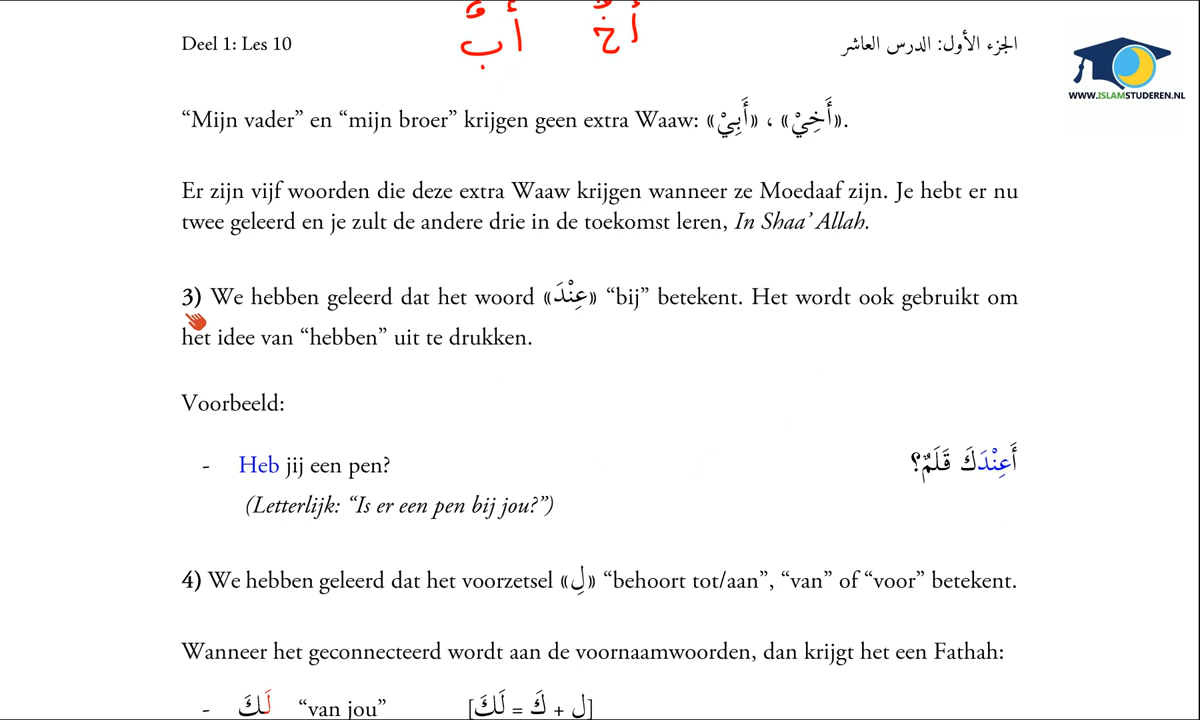 أَبٌ أَخٌ
Deel 1: Les 10 الجزء الأول: الدرس العاشر
WWW.ISLAMSTUDEREN.NL
“Mijn vader” en “mijn broer” krijgen geen extra Waaw: «أَبِيْ» ، «أَخِيْ».
Er zijn vijf woorden die deze extra Waaw krijgen wanneer ze Moedaaf zijn. Je hebt er nu
twee geleerd en je zult de andere drie in de toekomst leren, In Shaa’ Allah.
3) We hebben geleerd dat het woord «عِنْدَ» “bij” betekent. Het wordt ook gebruikt om
het idee van “hebben” uit te drukken.
Voorbeeld:
- Heb jij een pen? أَعِنْدَكَ قَلَمٌ؟
(Letterlijk: “Is er een pen bij jou?”)
4) We hebben geleerd dat het voorzetsel «لِ» “behoort tot/aan”, “van” of “voor” betekent.
Wanneer het geconnecteerd wordt aan de voornaamwoorden, dan krijgt het een Fathah:
- لَكَ “van jou” [ل + كَ = لَكَ]